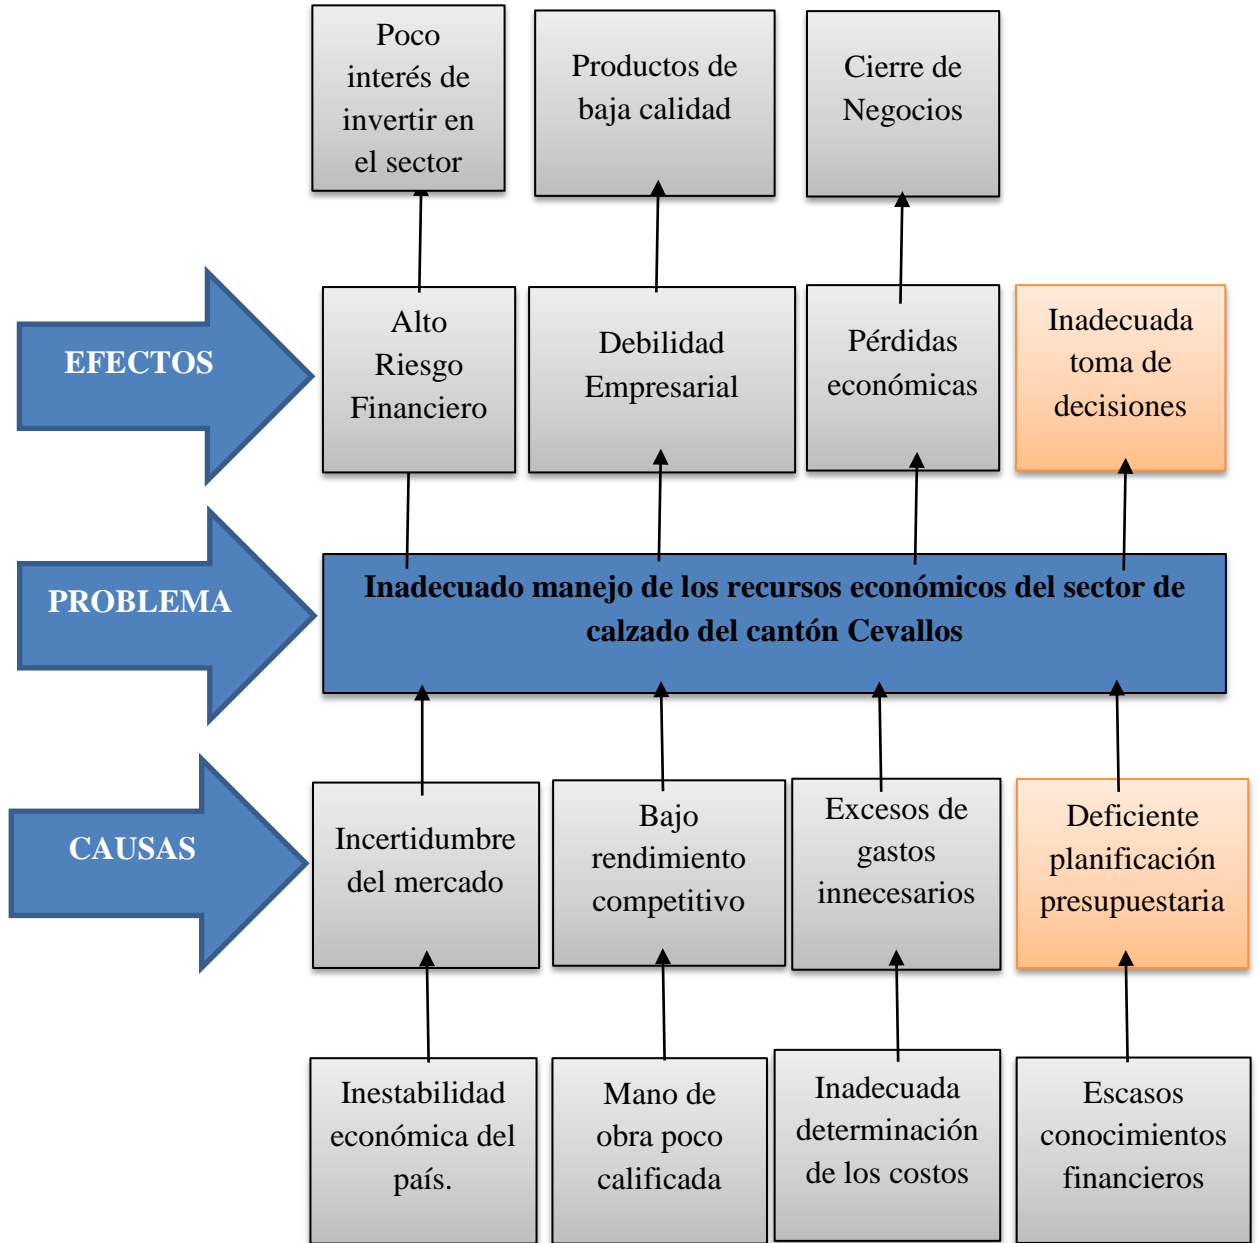 Poco
interés de
invertir en
el sector
Productos de
baja calidad
Cierre de
Negocios
EFECTOS
Alto
Riesgo
Financiero
Debilidad
Empresarial
Pérdidas
económicas
Inadecuada
toma de
decisiones
PROBLEMA
Inadecuado manejo de los recursos económicos del sector de
calzado del cantón Cevallos
CAUSAS
Incertidumbre
del mercado
Bajo
rendimiento
competitivo
Excesos de
gastos
innecesarios
Deficiente
planificación
presupuestaria
Inestabilidad
económica del
país.
Mano de
obra poco
calificada
Inadecuada
determinación
de los costos
Escasos
conocimientos
financieros